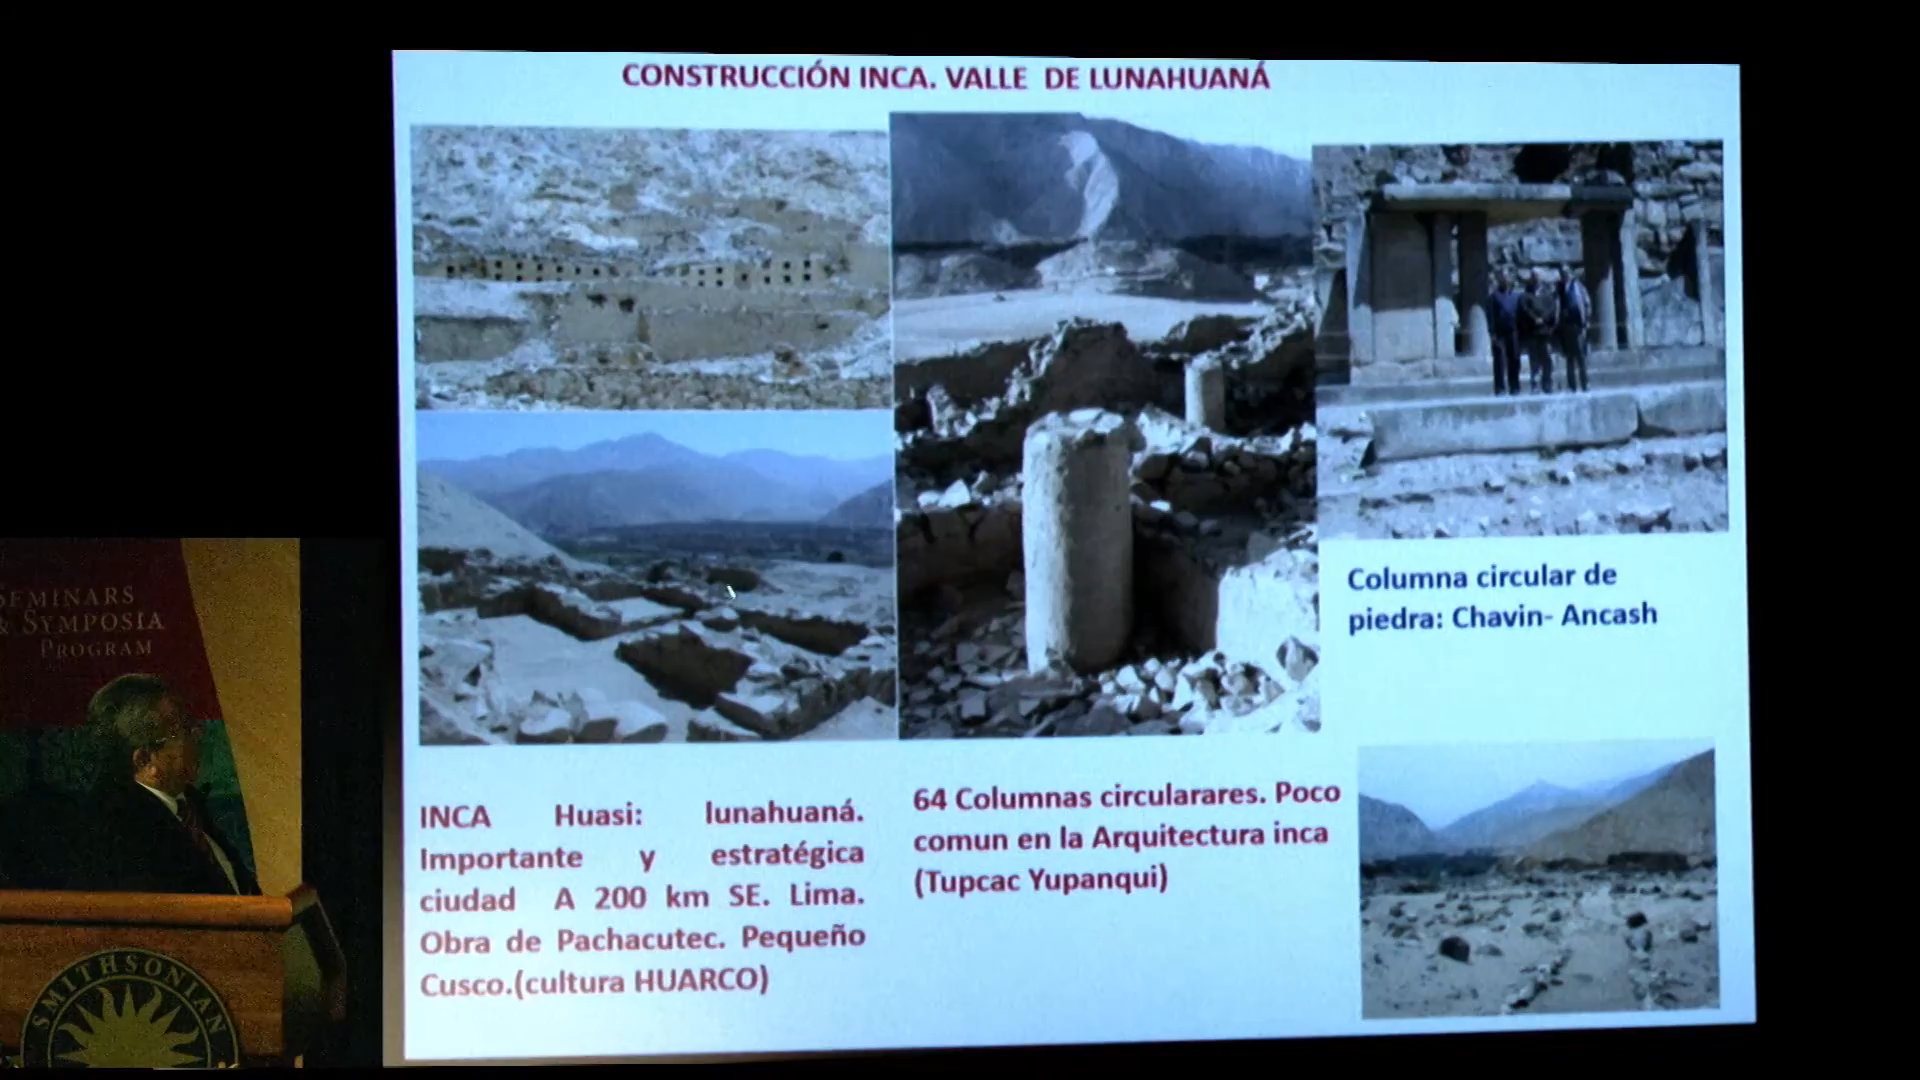 CONSTRUCCIÓN INCA. VALLE DE LUNAHUANÁ
Columna circular de
piedra: Chavin- Ancash
INCA Huasi: lunahuaná.
Importante y estratégica
ciudad A 200 km SE. Lima.
Obra de Pachacutec. Pequeño
Cusco.(cultura HUARCO)
64 Columnas circularares. Poco
comun en la Arquitectura inca
(Tupcac Yupanqui)
SEMINARS
& SYMPOSIA
PROGRAM
SMITHSONIAN